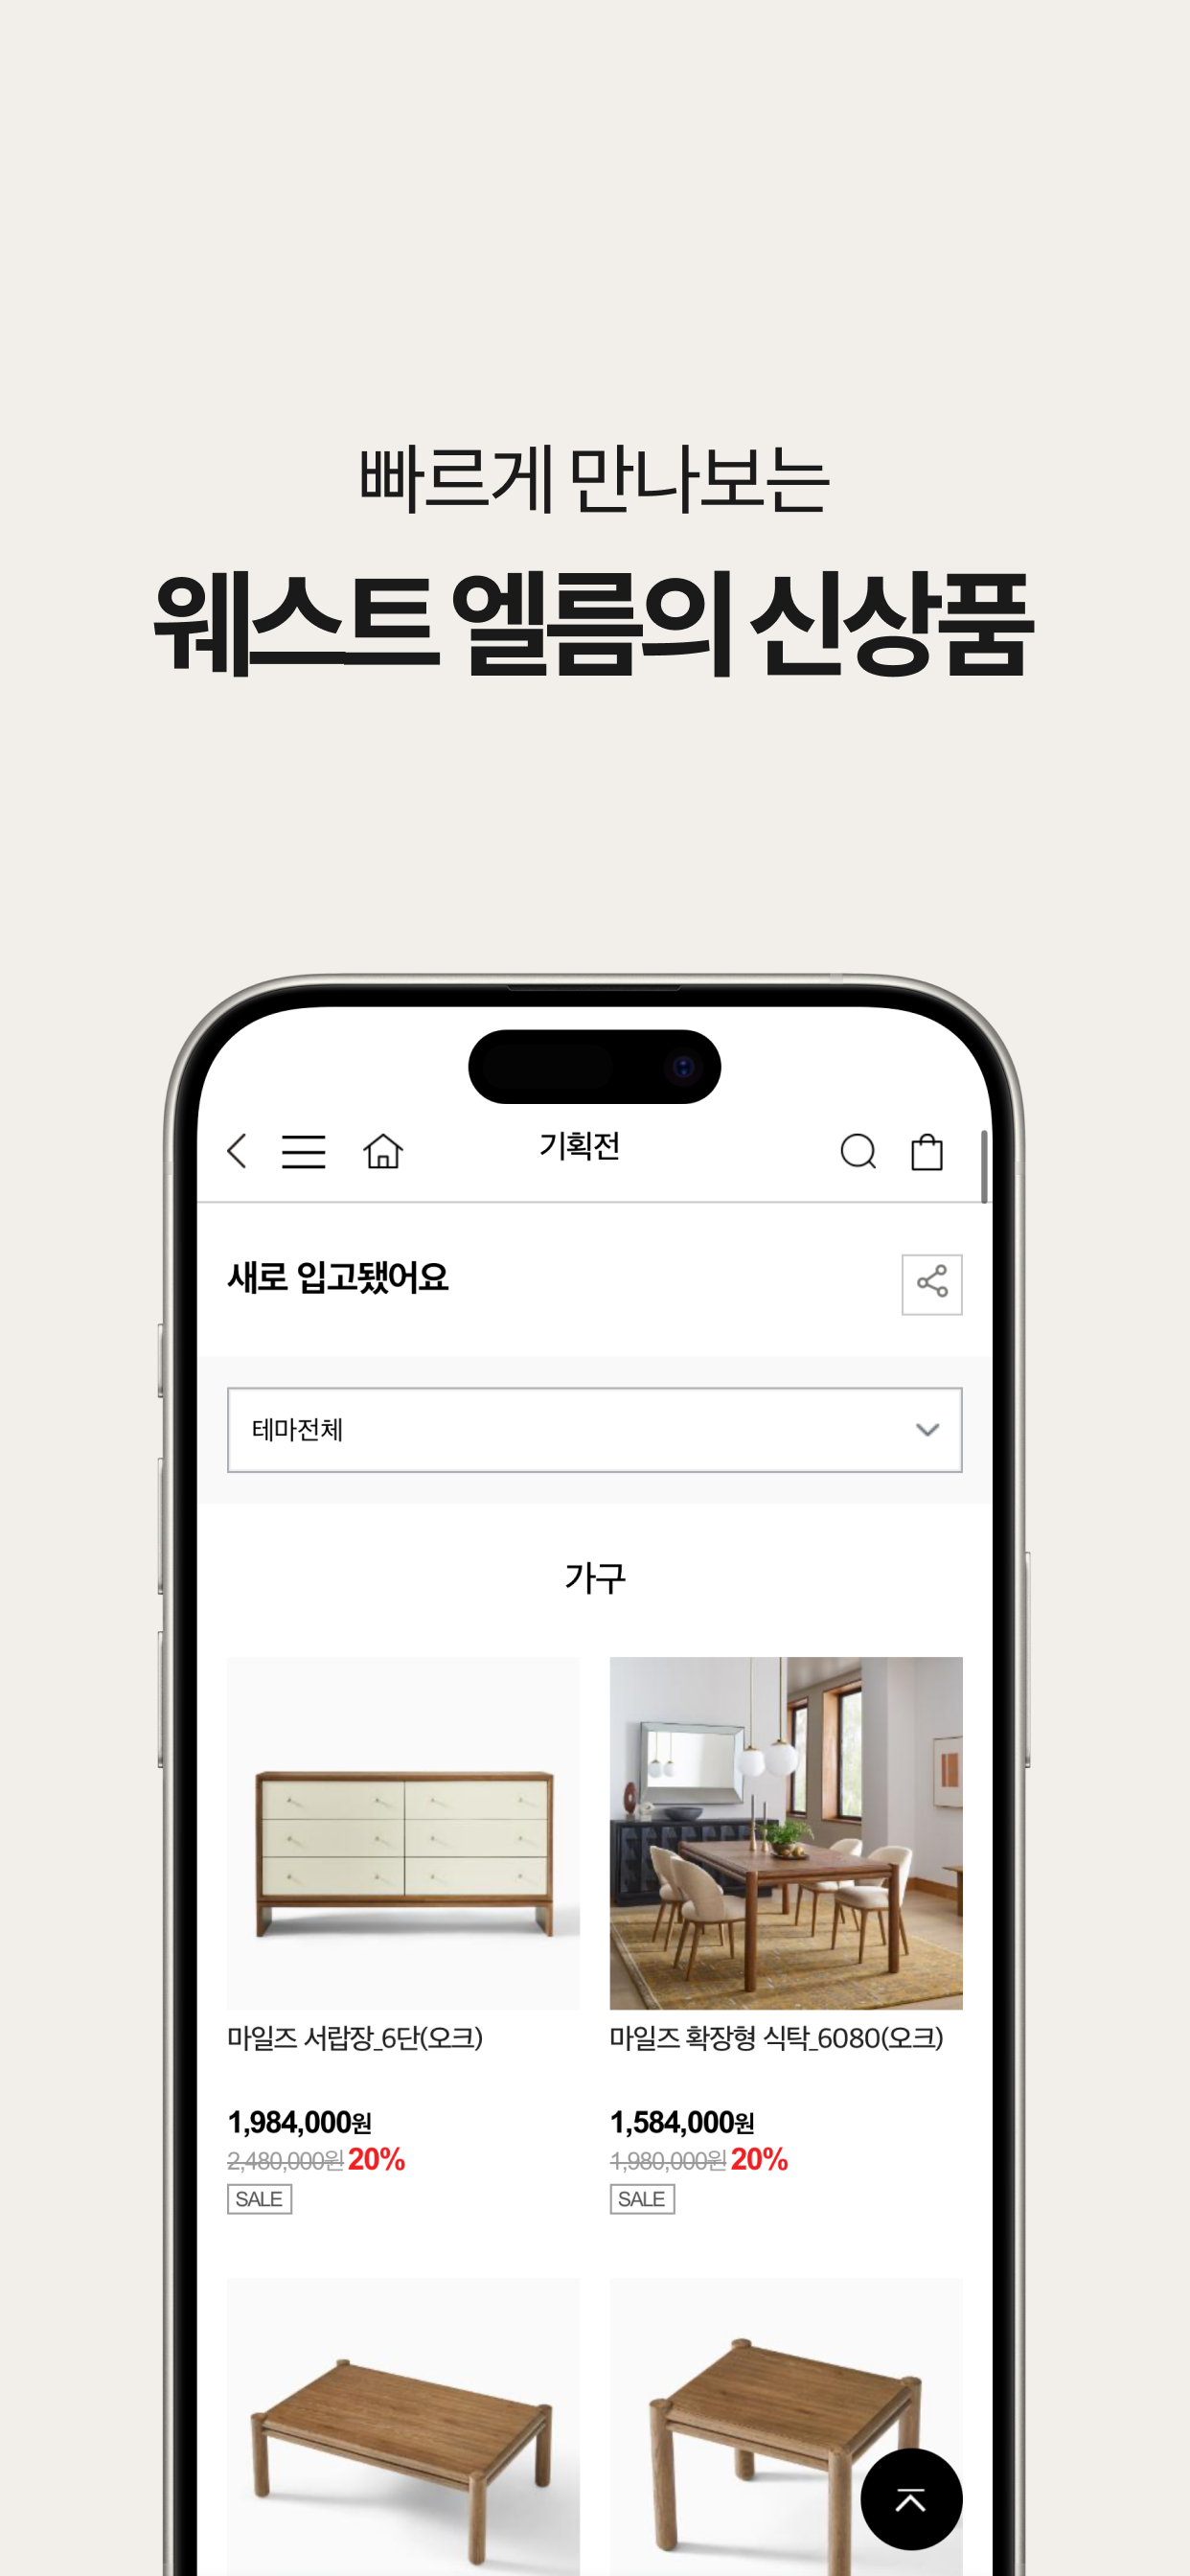 빠르게 만나보는
웨스트 엘름의 신상품
기획전
새로 입고됐어요
테마전체
가구
마일즈 서랍장_6단(오크)
1,984,000원
2,480,000원 20%
SALE
마일즈 확장형 식탁_6080(오크)
1,584,000원
1,980,000원 20%
SALE